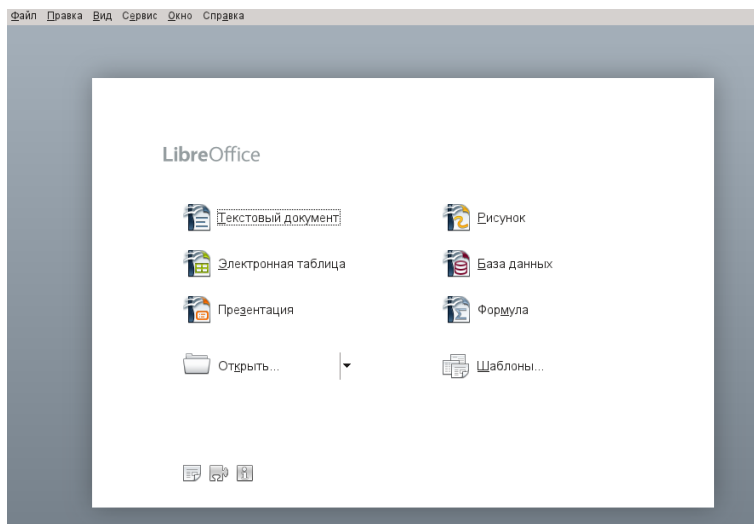 Файл Правка Вид Сервис Окно Справка
LibreOffice
Текстовый документ
Рисунок
Электронная таблица
База данных
Презентация
Формула
Открыть...
Шаблоны...